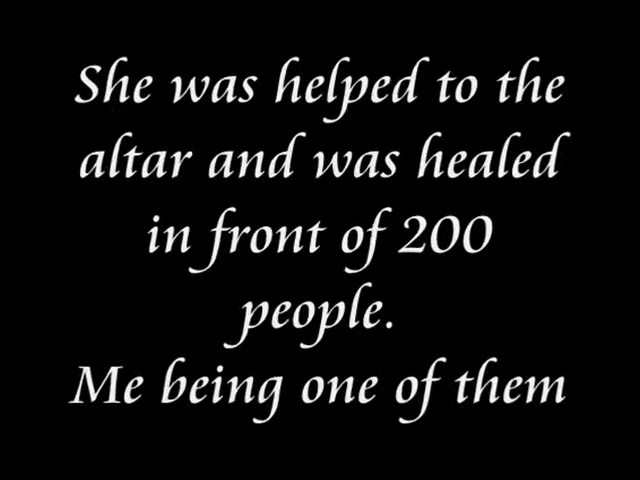 She was helped to the
altar and was healed
in front of 200
people.
Me being one of them